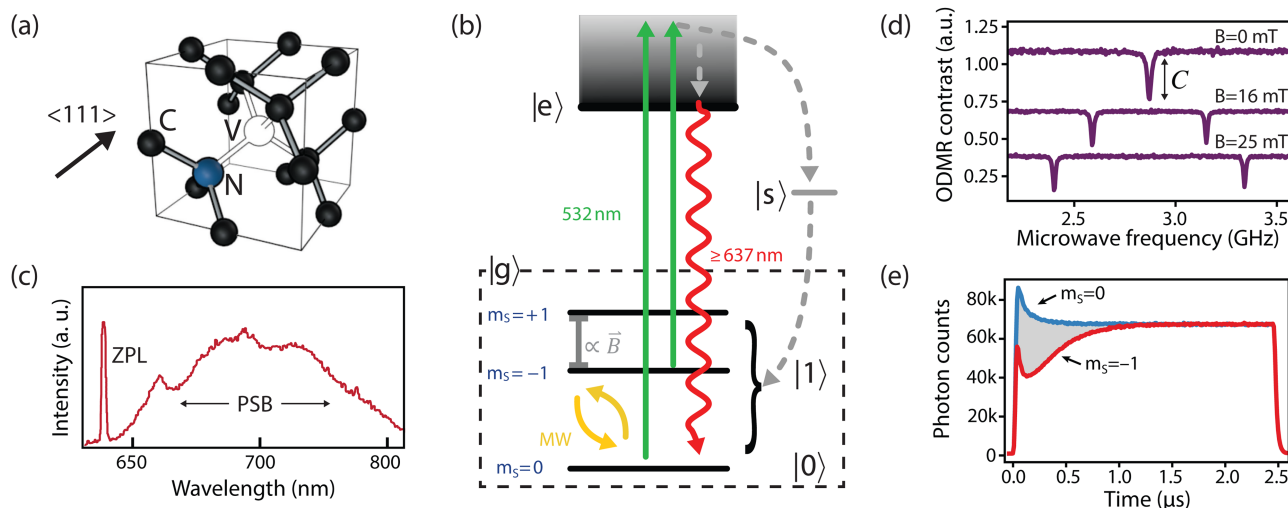 (a)
<111>
C
V
N
(b)
|e⟩
532 nm
|s⟩
≥637 nm
|g⟩
mS=+1
∝ B⃗
mS=−1
|1⟩
MW
mS=0
|0⟩
(c)
Intensity (a. u.)
ZPL
PSB
650
700
800
Wavelength (nm)
(d)
ODMR contrast (a.u.)
1.25
1.00
0.75
0.50
0.25
B=0 mT
C
B=16 mT
B=25 mT
2.5
3.0
3.5
Microwave frequency (GHz)
(e)
Photon counts
80k
60k
40k
20k
0
mS=0
mS=−1
0.0
0.5
1.0
1.5
2.0
2.5
Time (μs)